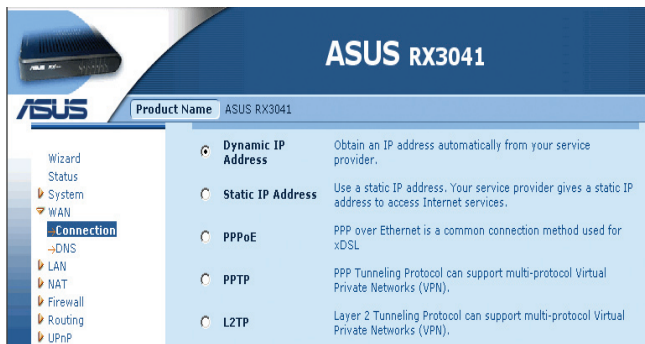 ASUS RX3041
ASUS
Product Name ASUS RX3041
Wizard
Status
System
WAN
→Connection
→DNS
LAN
NAT
Firewall
Routing
UPnP
Dynamic IP
Address
Obtain an IP address automatically from your service
provider.
Static IP Address
Use a static IP address. Your service provider gives a static IP
address to access Internet services.
PPPoE
PPP over Ethernet is a common connection method used for
xDSL
PPTP
PPP Tunneling Protocol can support multi-protocol Virtual
Private Networks (VPN).
L2TP
Layer 2 Tunneling Protocol can support multi-protocol Virtual
Private Networks (VPN).